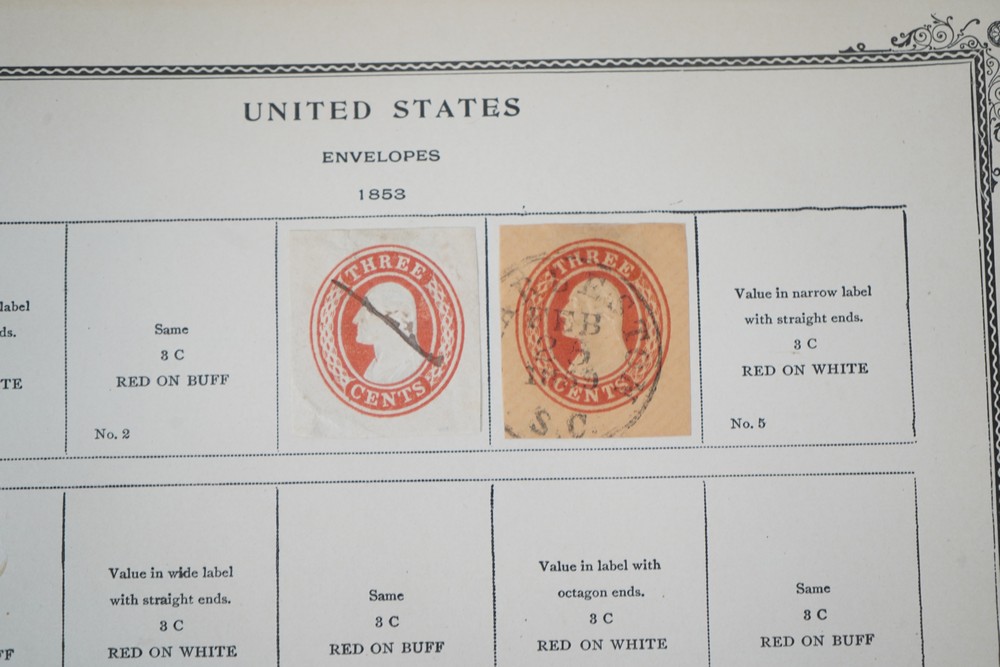 UNITED STATES
ENVELOPES
1853
label
ds.
TE
Same
3 C
RED ON BUFF
No. 2
THREE
CENTS
THREE
CENTS
FEB
S.C.
Value in narrow label
with straight ends.
3 C
RED ON WHITE
No. 5
FF
Value in wide label
with straight ends.
3 C
RED ON WHITE
Same
3 C
RED ON BUFF
Value in label with
octagon ends.
3 C
RED ON WHITE
Same
3 C
RED ON BUFF